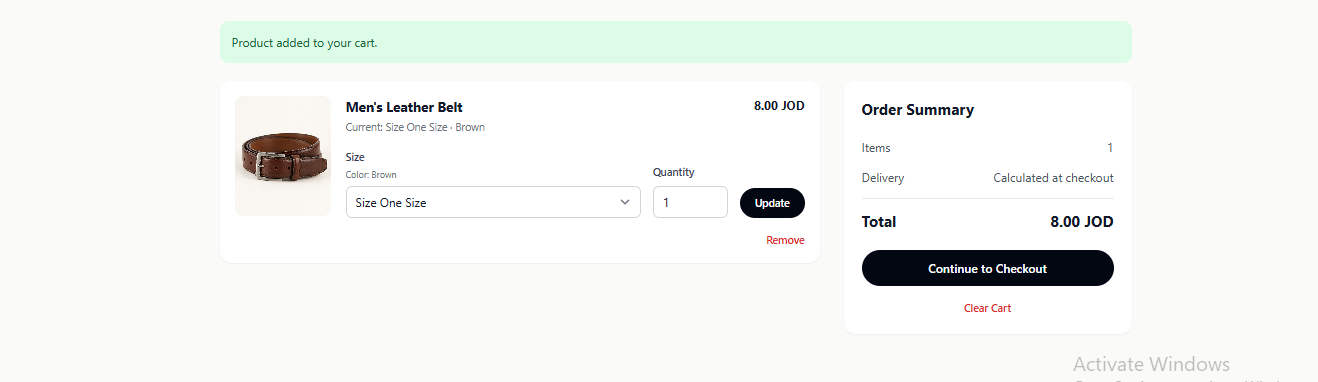 Product added to your cart.
Men's Leather Belt
8.00 JOD
Current: Size One Size · Brown
Size
Color: Brown
Size One Size
Quantity
1
Update
Remove
Order Summary
Items 1
Delivery Calculated at checkout
Total 8.00 JOD
Continue to Checkout
Clear Cart
Activate Windows